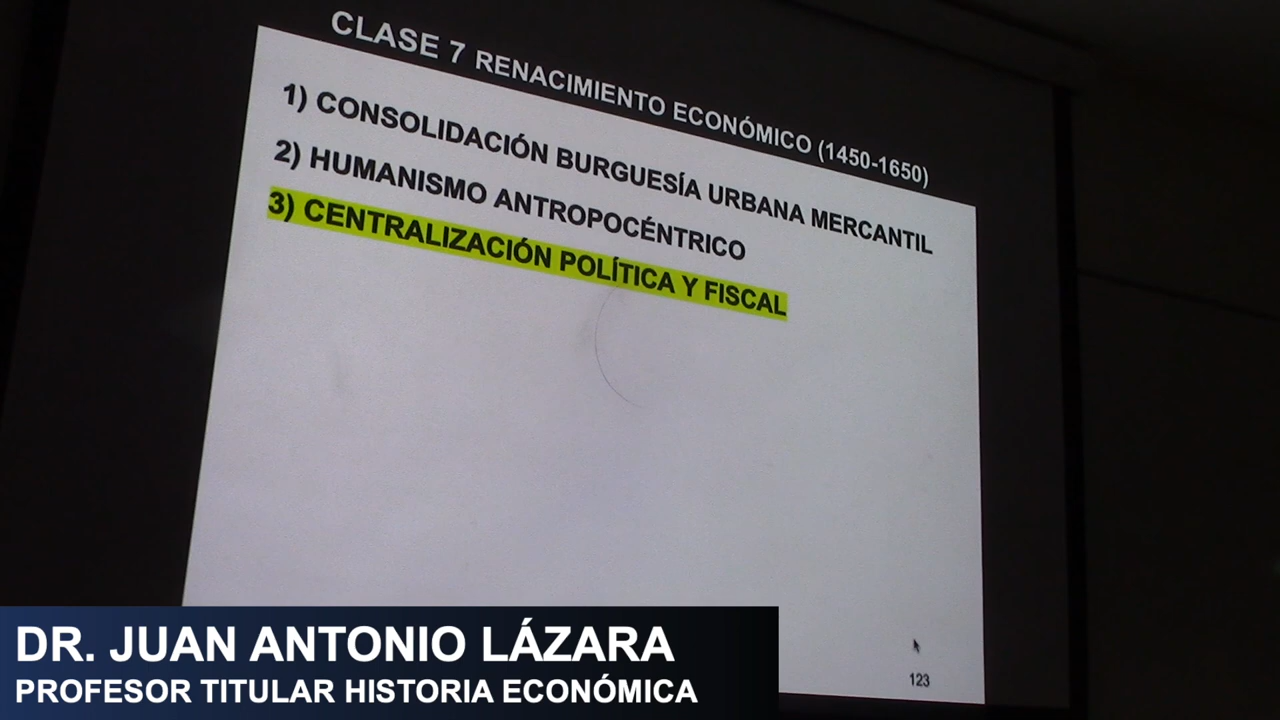 CLASE 7 RENACIMIENTO ECONÓMICO (1450-1650)
1) CONSOLIDACIÓN BURGUESÍA URBANA MERCANTIL
2) HUMANISMO ANTROPOCÉNTRICO
3) CENTRALIZACIÓN POLÍTICA Y FISCAL
123
DR. JUAN ANTONIO LÁZARA
PROFESOR TITULAR HISTORIA ECONÓMICA